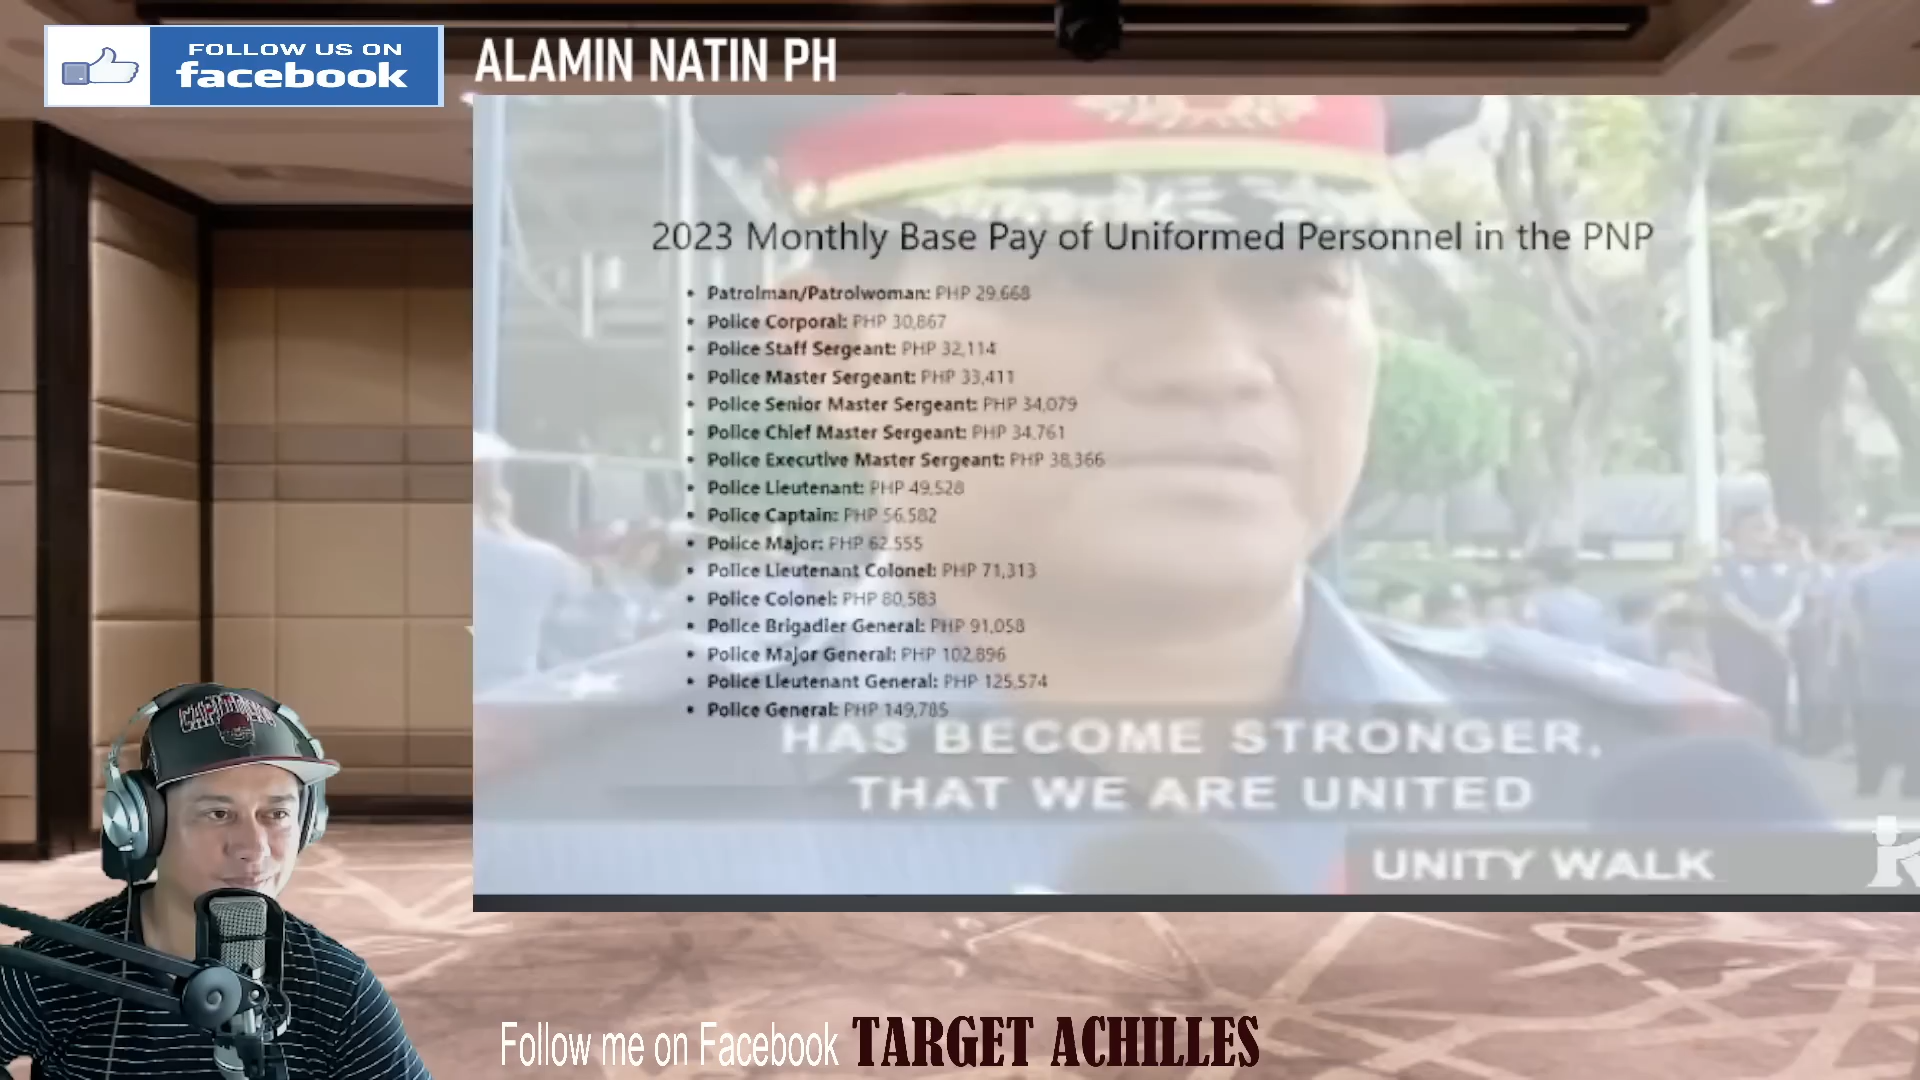 FOLLOW US ON
facebook
ALAMIN NATIN PH
2023 Monthly Base Pay of Uniformed Personnel in the PNP
• Patrolman/Patrolwoman: PHP 29,668
• Police Corporal: PHP 30,867
• Police Staff Sergeant: PHP 32,114
• Police Master Sergeant: PHP 33,411
• Police Senior Master Sergeant: PHP 34,079
• Police Chief Master Sergeant: PHP 34,761
• Police Executive Master Sergeant: PHP 38,366
• Police Lieutenant: PHP 49,528
• Police Captain: PHP 56,582
• Police Major: PHP 62,555
• Police Lieutenant Colonel: PHP 71,313
• Police Colonel: PHP 80,583
• Police Brigadier General: PHP 91,058
• Police Major General: PHP 102,896
• Police Lieutenant General: PHP 125,574
• Police General: PHP 149,785
HAS BECOME STRONGER,
THAT WE ARE UNITED
UNITY WALK
Follow me on Facebook TARGET ACHILLES